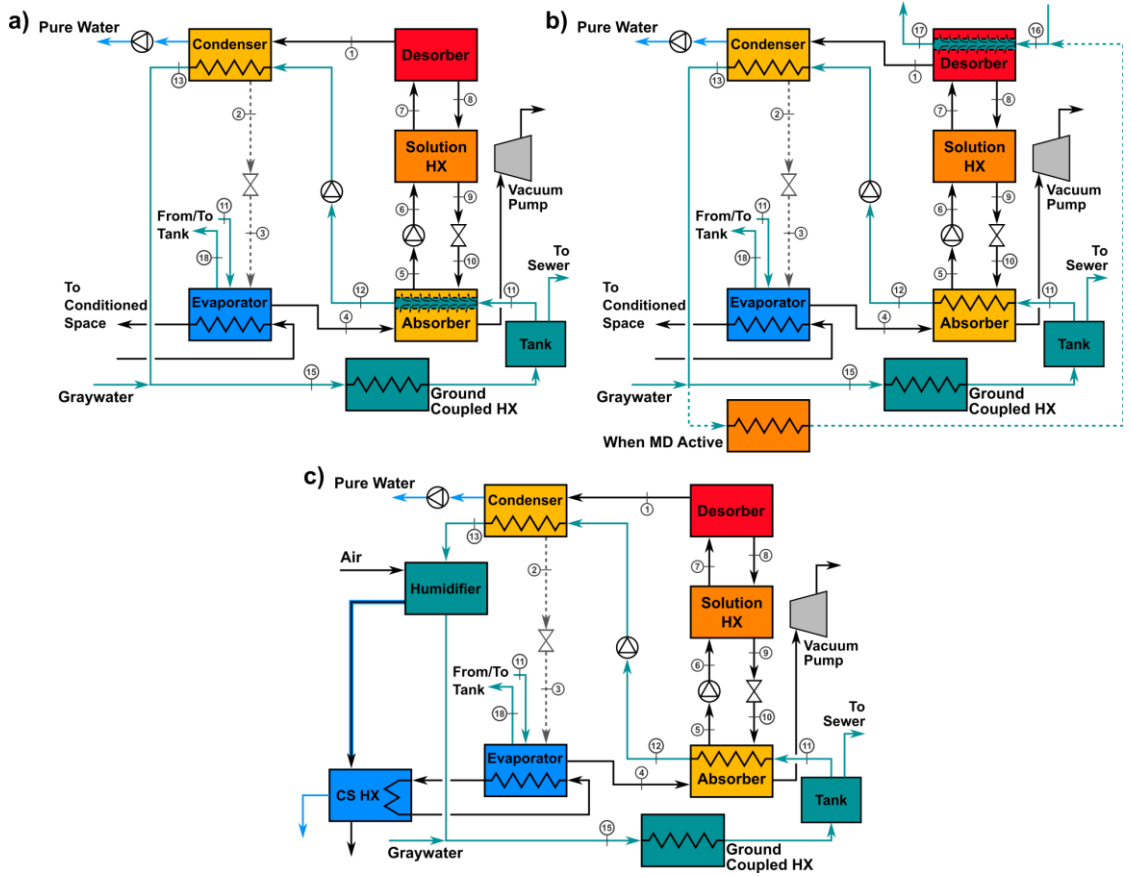 a)
Pure Water
Condenser
Desorber
1
13
2
7
8
Solution
HX
Vacuum
Pump
6
9
From/To
Tank
11
3
18
5
10
To
Sewer
To
Conditioned
Space
Evaporator
12
11
4
Absorber
Tank
Graywater
15
Ground
Coupled HX
b)
Pure Water
Condenser
17
16
Desorber
1
13
2
7
8
Solution
HX
Vacuum
Pump
6
9
From/To
Tank
11
3
18
5
10
To
Sewer
To
Conditioned
Space
Evaporator
12
11
4
Absorber
Tank
Graywater
15
Ground
Coupled HX
When MD Active
c)
Pure Water
Condenser
Desorber
1
13
Air
Humidifier
2
7
8
Solution
HX
Vacuum
Pump
6
9
From/To
Tank
11
3
18
5
10
To
Sewer
Evaporator
12
11
4
Absorber
CS HX
Tank
Graywater
15
Ground
Coupled HX